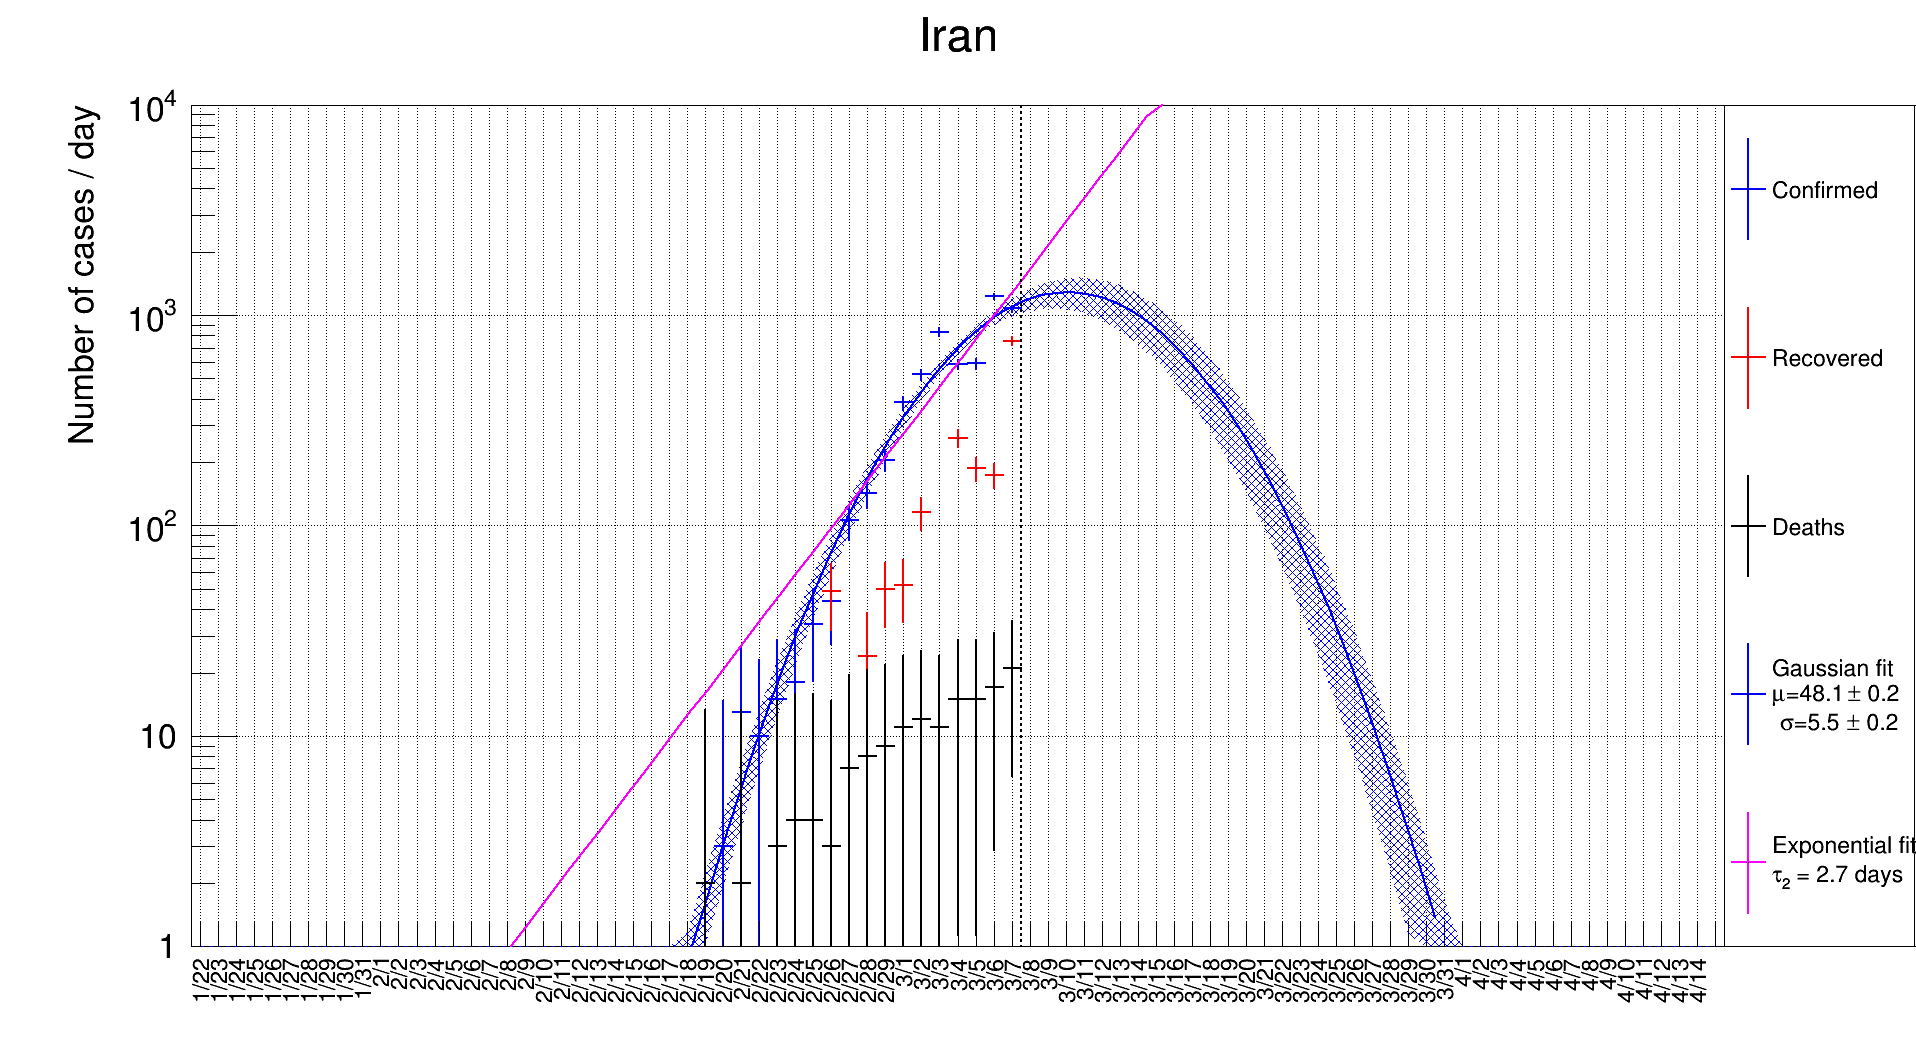 Iran
Number of cases / day
10⁴
10³
10²
10
1
1/22 1/23 1/24 1/25 1/26 1/27 1/28 1/29 1/30 1/31 2/1 2/2 2/3 2/4 2/5 2/6 2/7 2/8 2/9 2/10 2/11 2/12 2/13 2/14 2/15 2/16 2/17 2/18 2/19 2/20 2/21 2/22 2/23 2/24 2/25 2/26 2/27 2/28 2/29 3/1 3/2 3/3 3/4 3/5 3/6 3/7 3/8 3/9 3/10 3/11 3/12 3/13 3/14 3/15 3/16 3/17 3/18 3/19 3/20 3/21 3/22 3/23 3/24 3/25 3/26 3/27 3/28 3/29 3/30 3/31 4/1 4/2 4/3 4/4 4/5 4/6 4/7 4/8 4/9 4/10 4/11 4/12 4/13 4/14
Confirmed
Recovered
Deaths
Gaussian fit
μ=48.1 ± 0.2
σ=5.5 ± 0.2
Exponential fit
τ₂ = 2.7 days